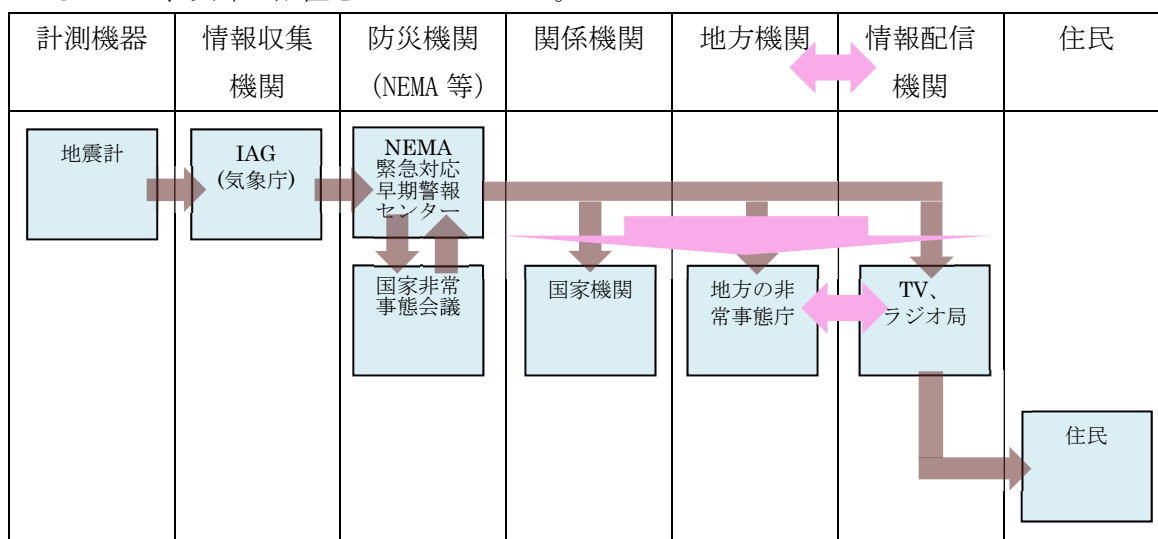 計測機器
情報収集
機関
防災機関
(NEMA 等)
関係機関
地方機関
情報配信
機関
住民
地震計
IAG
(気象庁)
NEMA
緊急対応
早期警報
センター
国家非常
事態会議
国家機関
地方の非
常事態庁
TV、
ラジオ局
住民